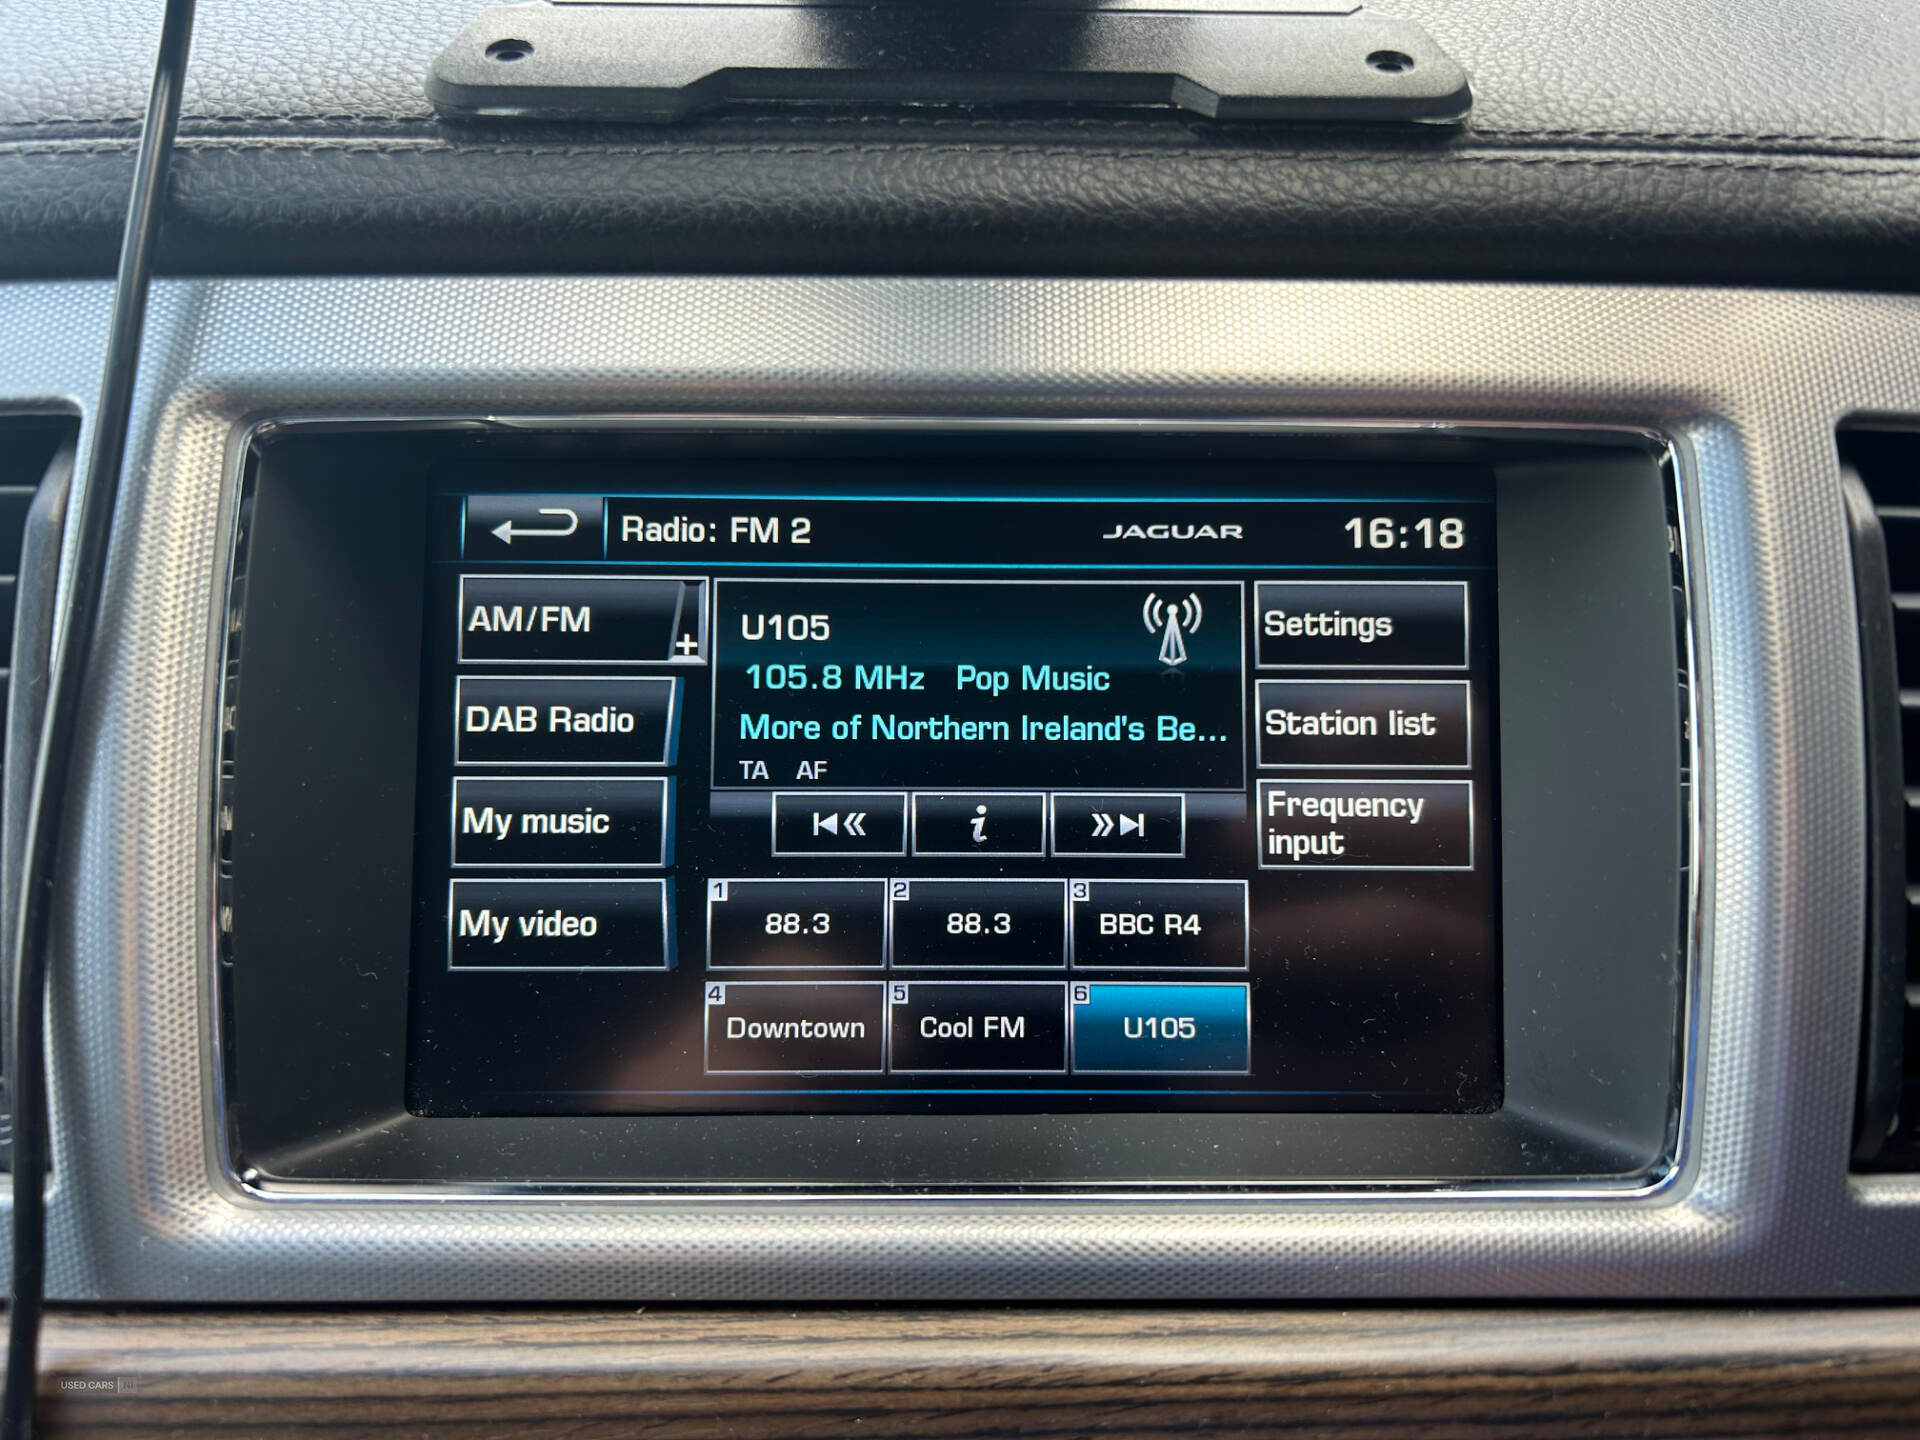 Radio: FM 2
JAGUAR
16:18
AM/FM
+
DAB Radio
My music
My video
U105
105.8 MHz Pop Music
More of Northern Ireland's Be...
TA AF
i
Settings
Station list
Frequency
input
1
88.3
2
88.3
3
BBC R4
4
Downtown
5
Cool FM
6
U105
USED CARS